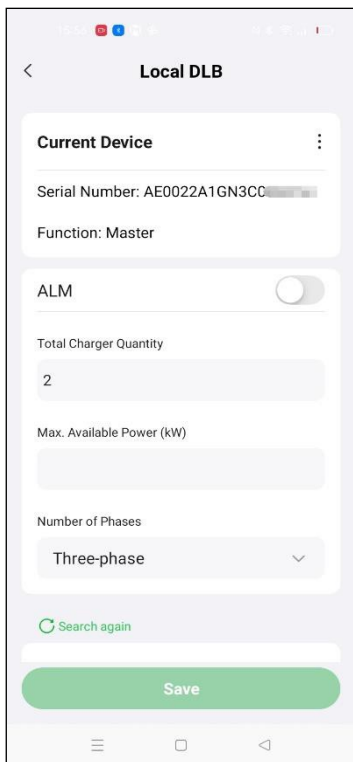 Local DLB
Current Device
Serial Number: AE0022A1GN3C0
Function: Master
ALM
Total Charger Quantity
2
Max. Available Power (kW)
Number of Phases
Three-phase
Search again
Save